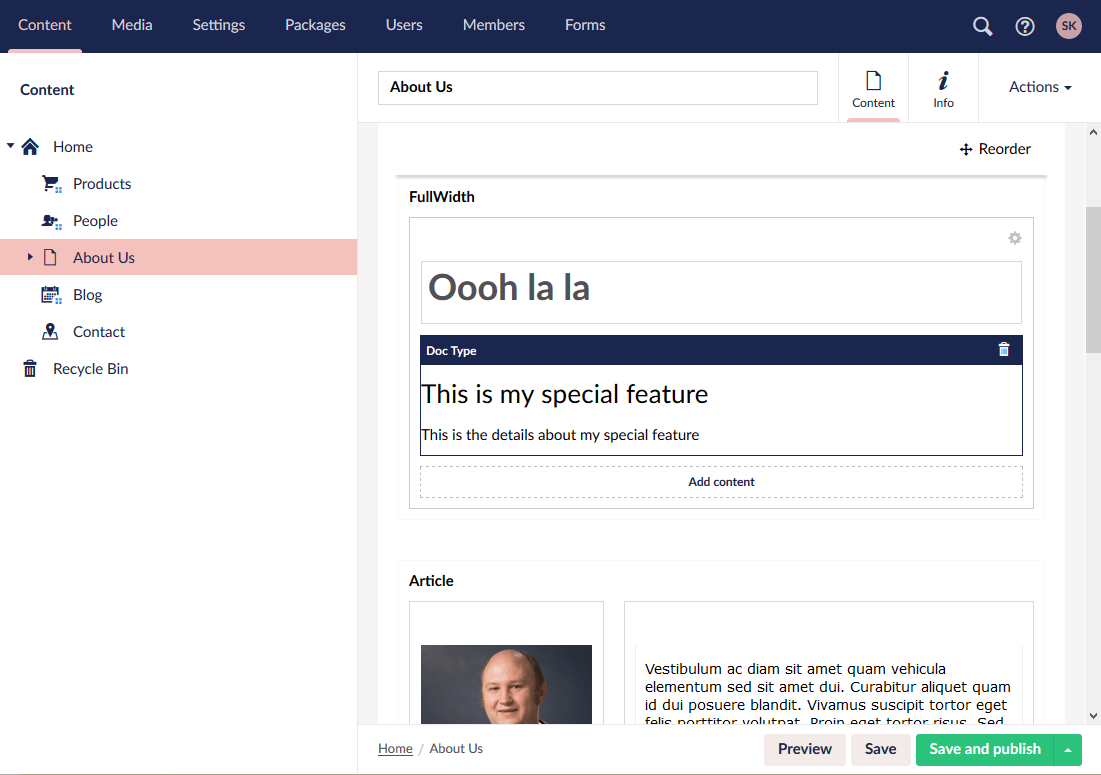 Content Media Settings Packages Users Members Forms SK
Content
About Us
Content
Info
Actions
Home
Products
People
About Us
Blog
Contact
Recycle Bin
Reorder
FullWidth
Oooh la la
Doc Type
This is my special feature
This is the details about my special feature
Add content
Article
Vestibulum ac diam sit amet quam vehicula
elementum sed sit amet dui. Curabitur aliquet quam
id dui posuere blandit. Vivamus suscipit tortor eget
felis porttitor volutpat. Proin eget tortor risus. Sed
Home / About Us
Preview
Save
Save and publish